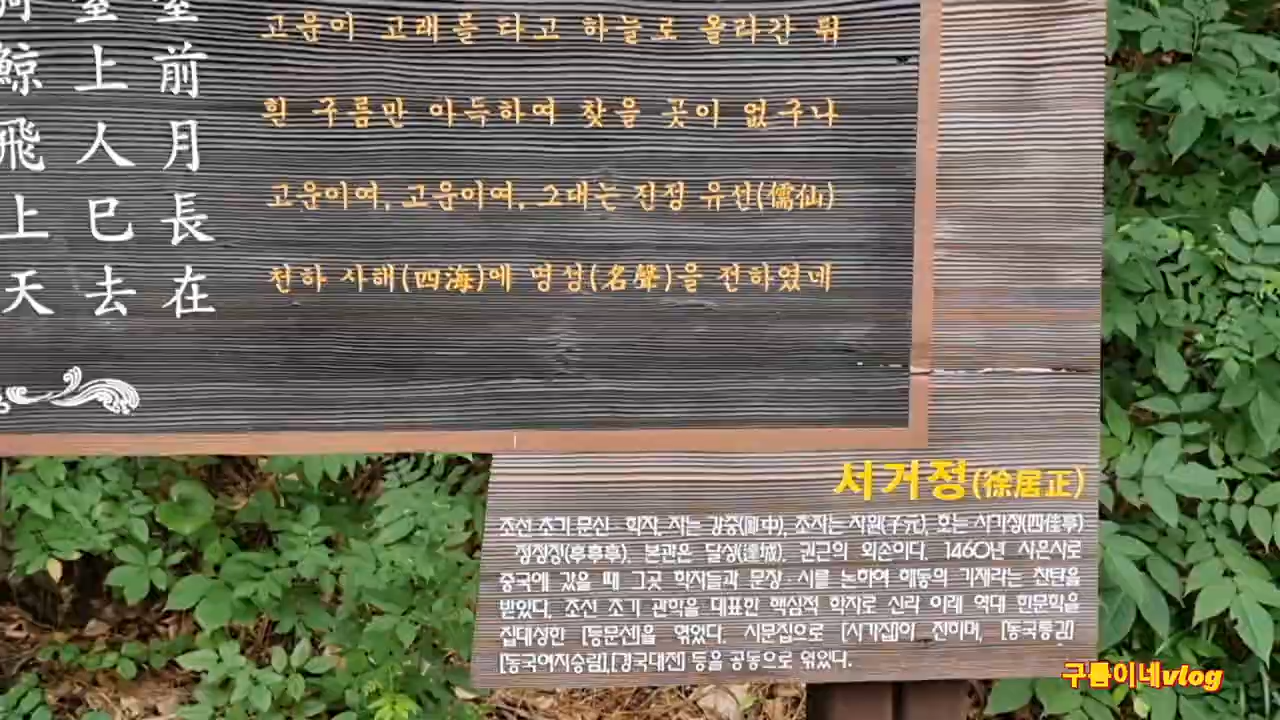 臺前月長在
臺上人已去
鯨飛上天
고운이 고래를 타고 하늘로 올라간 뒤
흰 구름만 아득하여 찾을 곳이 없구나
고운이여, 고운이여, 그대는 진정 유선(儒仙)
천하 사해(四海)에 명성(名聲)을 전하였네
서거정(徐居正)
조선 초기 문신·학자. 자는 강중(剛中), 초자는 자원(子元), 호는 사가정(四佳亭)
정정정(亭亭亭). 본관은 달성(達城). 권근의 외손이다. 1460년 사은사로
중국에 갔을 때 그곳 학자들과 문장·시를 논하여 해동의 기재라는 찬탄을
받았다. 조선 초기 관학을 대표한 핵심적 학자로 신라 이래 역대 한문학을
집대성한 [동문선]을 엮었다. 시문집으로 [사가집]이 전하며, [동국통감]
[동국여지승람],[경국대전] 등을 공동으로 엮었다.
구름이네vlog